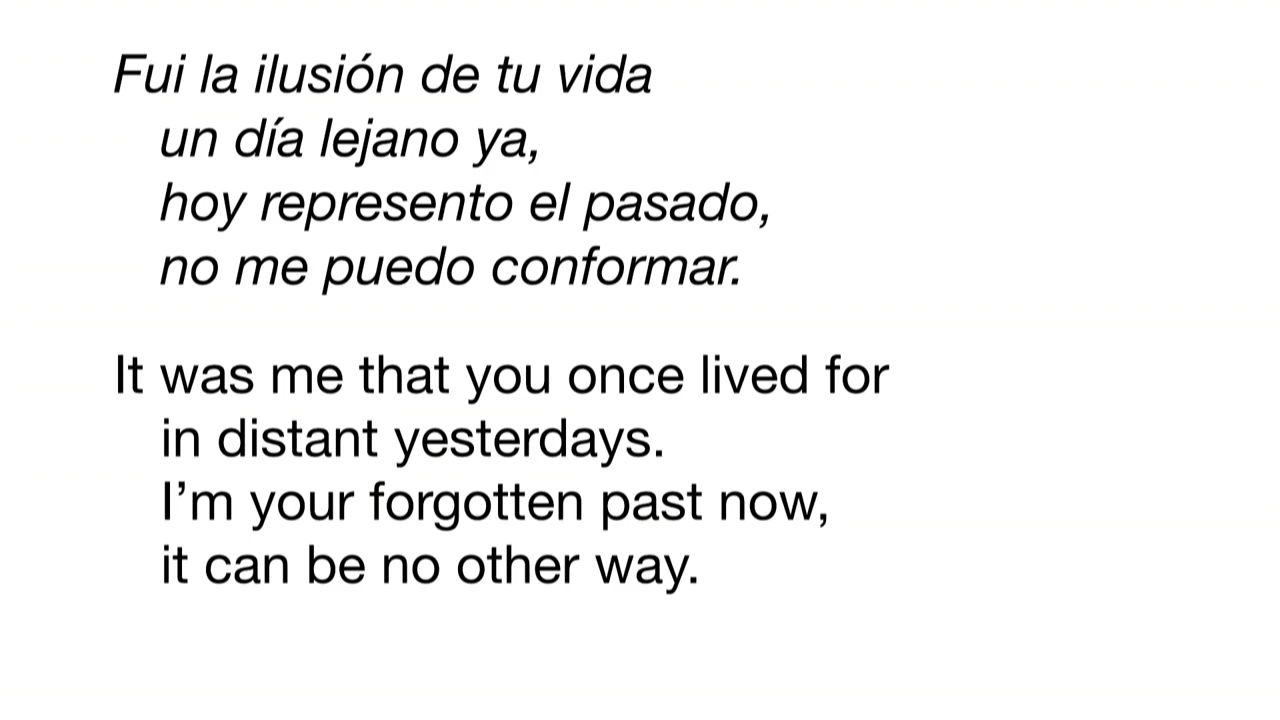 Fui la ilusión de tu vida
un día lejano ya,
hoy represento el pasado,
no me puedo conformar.
It was me that you once lived for
in distant yesterdays.
I’m your forgotten past now,
it can be no other way.